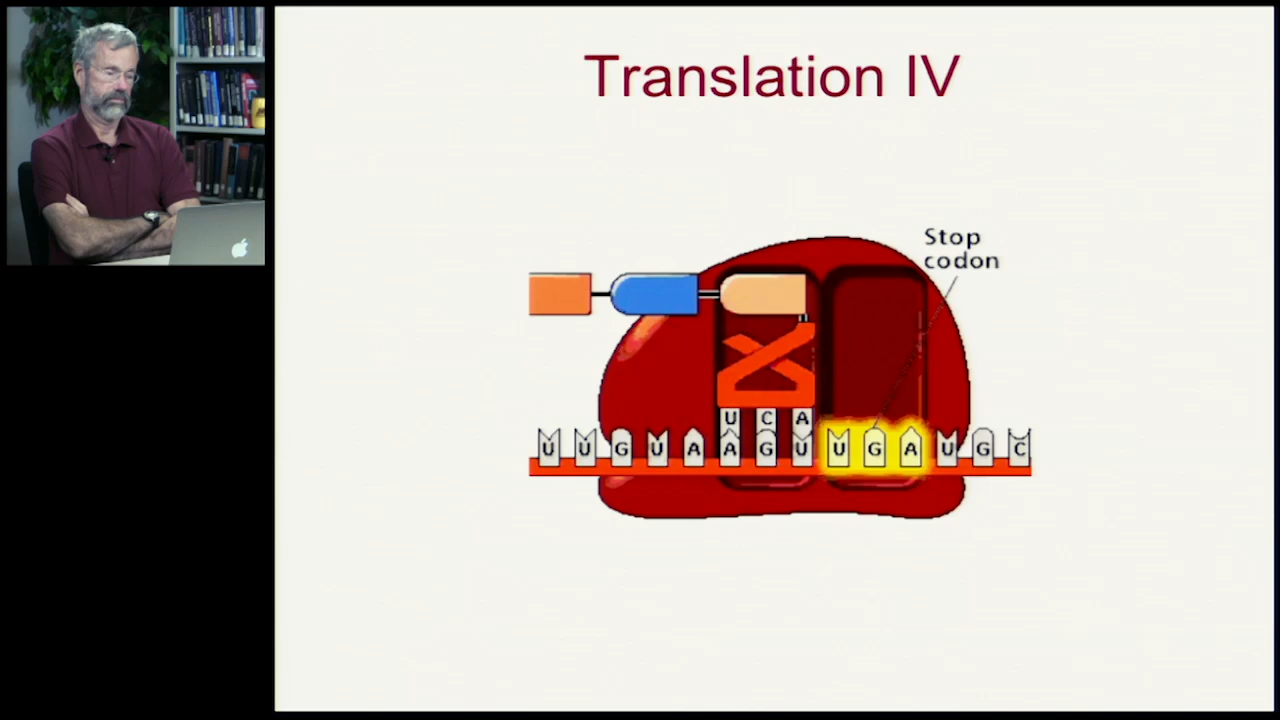 Translation IV
Stop
codon
U C A
U U G U A A G U U G A U G C